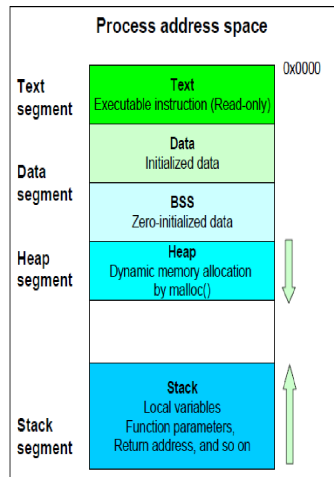 Process address space
0x0000
Text
segment
Text
Executable instruction (Read-only)
Data
segment
Data
Initialized data
BSS
Zero-initialized data
Heap
segment
Heap
Dynamic memory allocation
by malloc()
Stack
segment
Stack
Local variables
Function parameters,
Return address, and so on